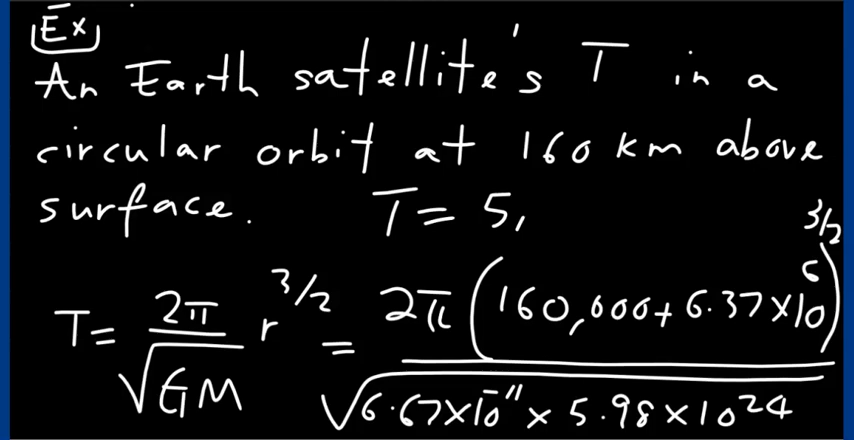 Ex
An Earth satellite's T in a
circular orbit at 160 km above
surface. T = 5,
T = 2π/√GM r^3/2 = 2π(160,000 + 6.37×10^6)^3/2 / √6.67×10^-11 × 5.98×10^24